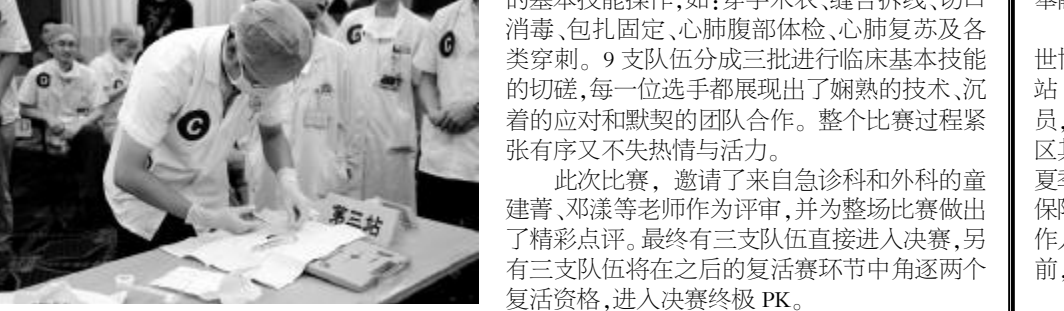 第三站
G
G
的基本技能操作,如:穿手术衣、缝合拆线、切口
消毒、包扎固定、心肺腹部体检、心肺复苏及各
类穿刺。9 支队伍分成三批进行临床基本技能
的切磋,每一位选手都展现出了娴熟的技术、沉
着的应对和默契的团队合作。整个比赛过程紧
张有序又不失热情与活力。
此次比赛，邀请了来自急诊科和外科的童
建菁、邓漾等老师作为评审,并为整场比赛做出
了精彩点评。最终有三支队伍直接进入决赛,另
有三支队伍将在之后的复活赛环节中角逐两个
复活资格,进入决赛终极 PK。
世
站
员,
区
夏
保
作
前,